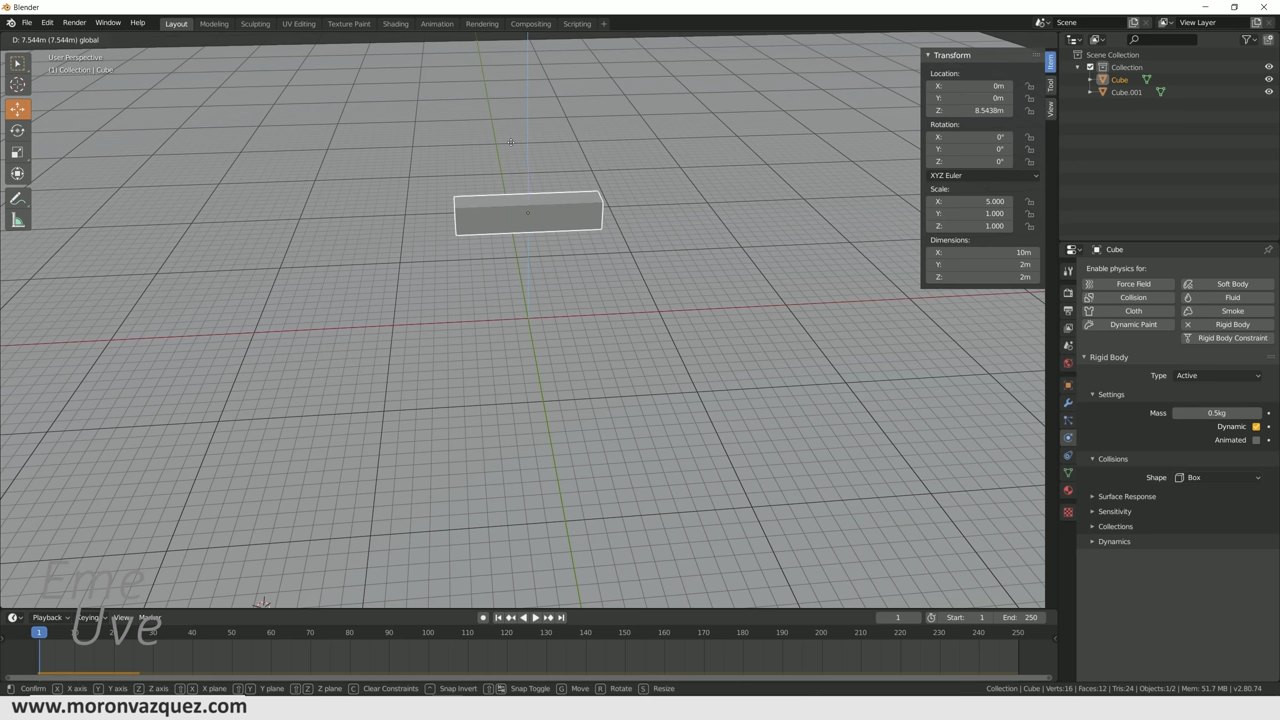 Blender
File Edit Render Window Help Layout Modeling Sculpting UV Editing Texture Paint Shading Animation Rendering Compositing Scripting + Scene View Layer
D: 7.544m (7.544m) global
User Perspective
(1) Collection | Cube
Transform
Location:
X: 0m
Y: 0m
Z: 8.5438m
Rotation:
X: 0°
Y: 0°
Z: 0°
XYZ Euler
Scale:
X: 5.000
Y: 1.000
Z: 1.000
Dimensions:
X: 10m
Y: 2m
Z: 2m
Item
Tool
View
Scene Collection
Collection
Cube
Cube.001
Cube
Enable physics for:
Force Field Soft Body
Collision Fluid
Cloth Smoke
Dynamic Paint Rigid Body
Rigid Body Constraint
Rigid Body
Type Active
Settings
Mass 0.5kg
Dynamic
Animated
Collisions
Shape Box
Surface Response
Sensitivity
Collections
Dynamics
Eme
Uve
Playback Keying View Marker 1 Start: 1 End: 250
1 20 30 40 50 60 70 80 90 100 110 120 130 140 150 160 170 180 190 200 210 220 230 240 250
Confirm X X axis Y Y axis Z Z axis X X plane Y Y plane Z Z plane C Clear Constraints Snap Invert Snap Toggle G Move R Rotate S Resize Collection | Cube | Verts:16 | Faces:12 | Tris:24 | Objects:1/2 | Mem: 51.7 MB | v2.80.74
www.moronvazquez.com